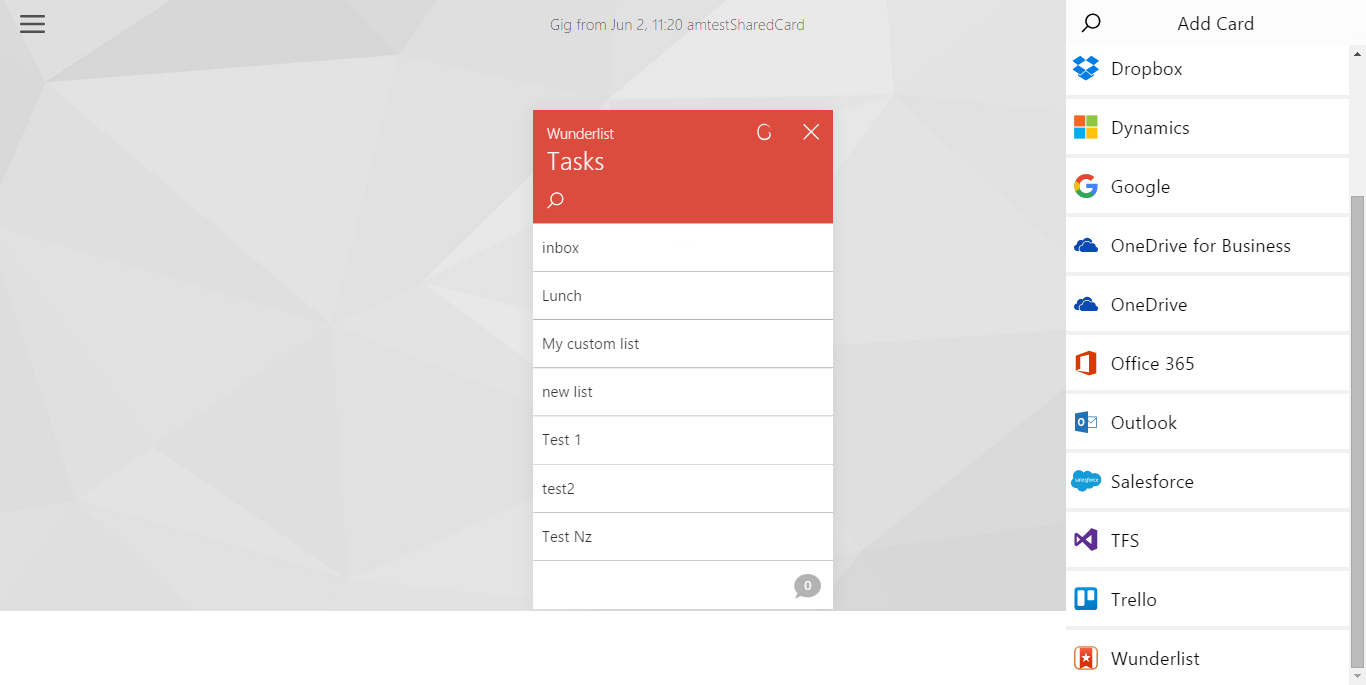 Gig from Jun 2, 11:20 amtestSharedCard
Wunderlist
Tasks
inbox
Lunch
My custom list
new list
Test 1
test2
Test Nz
0
Add Card
Dropbox
Dynamics
Google
OneDrive for Business
OneDrive
Office 365
Outlook
salesforce
Salesforce
TFS
Trello
Wunderlist